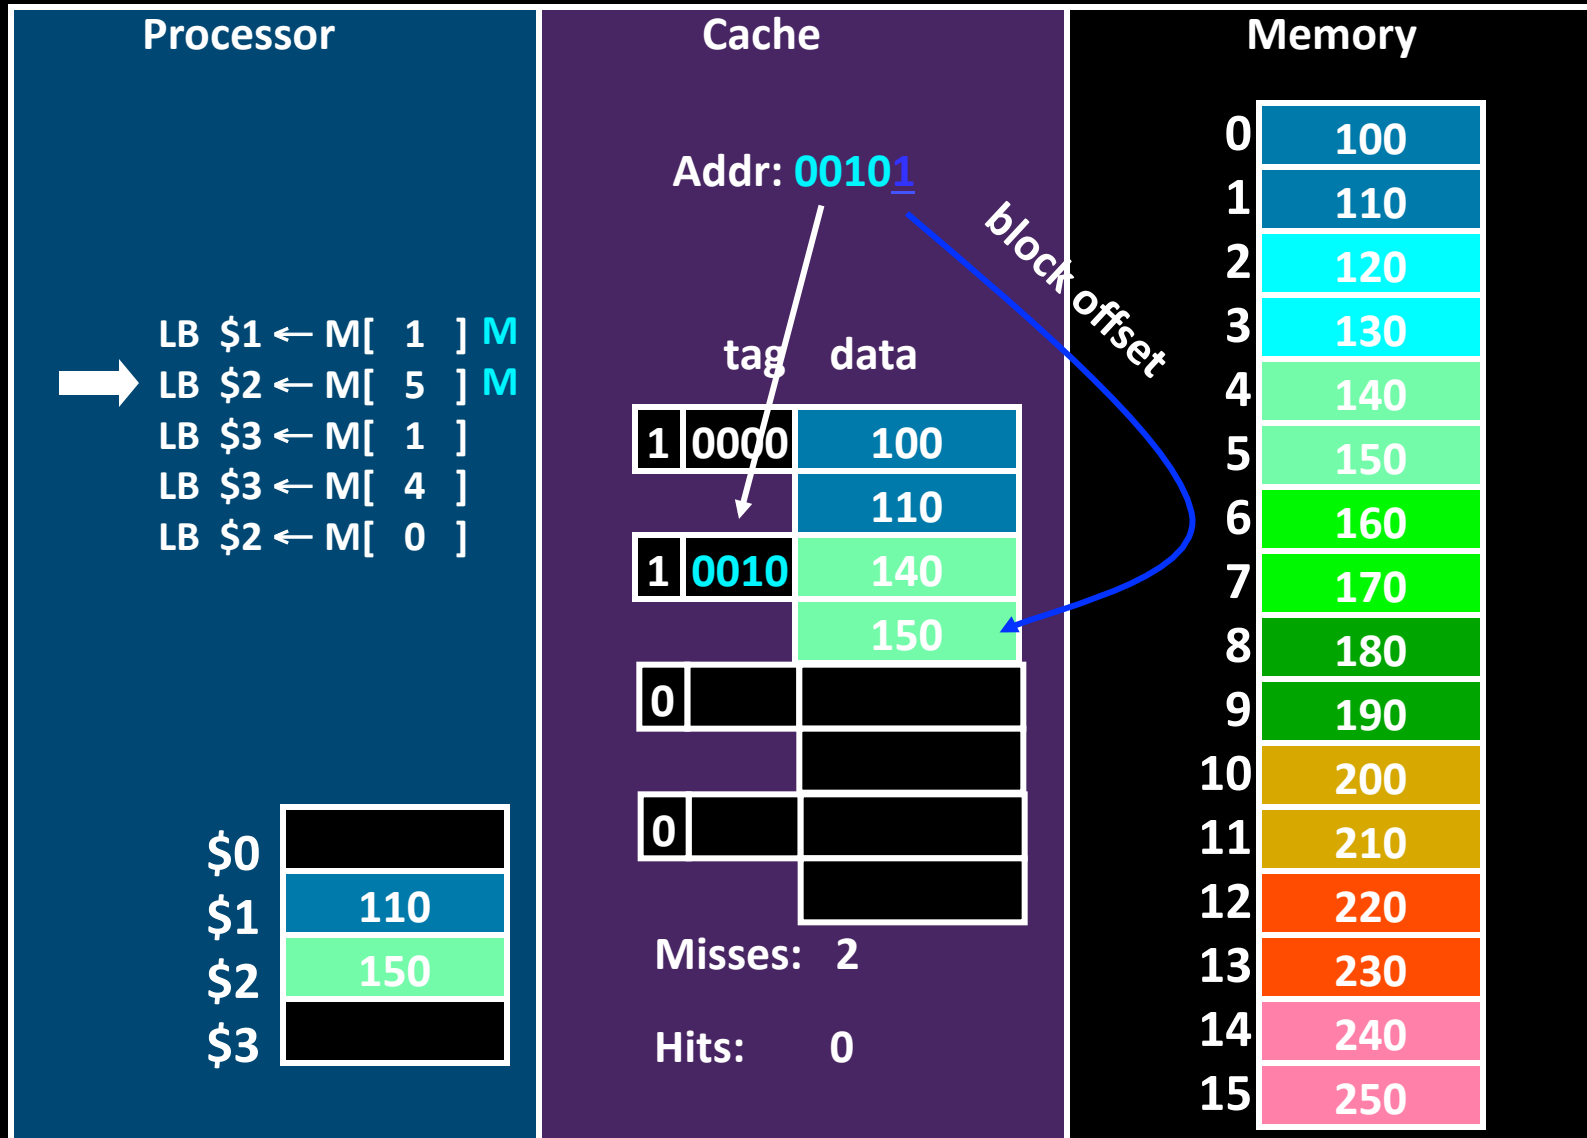 Processor
LB $1 ← M[ 1 ] M
LB $2 ← M[ 5 ] M
LB $3 ← M[ 1 ]
LB $3 ← M[ 4 ]
LB $2 ← M[ 0 ]
$0
$1 110
$2 150
$3
Cache
Addr: 00101
block offset
tag data
1 0000 100
110
1 0010 140
150
0
0
Misses: 2
Hits: 0
Memory
0 100
1 110
2 120
3 130
4 140
5 150
6 160
7 170
8 180
9 190
10 200
11 210
12 220
13 230
14 240
15 250